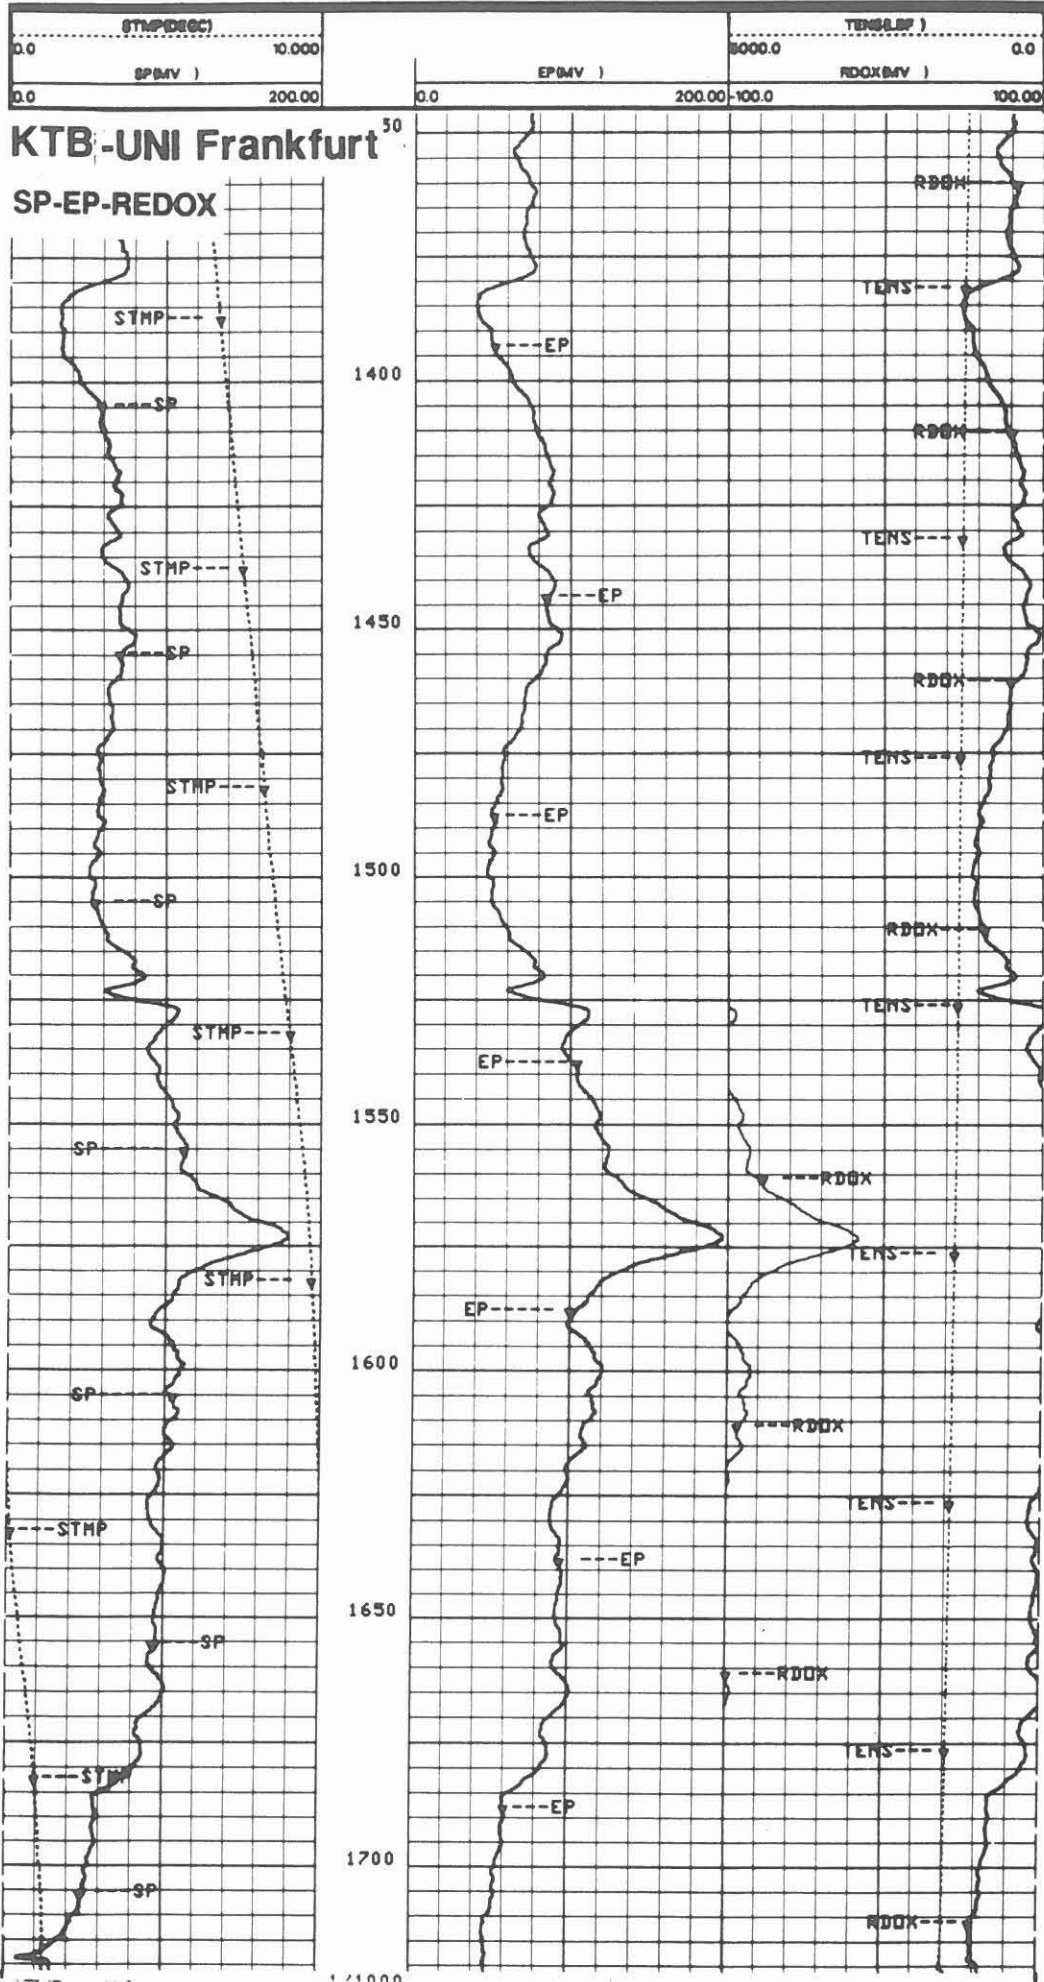 STMP(DEGC) TENS(LBF )
0.0 10.000 6000.0 0.0
SP(MV ) EP(MV ) RDOX(MV )
0.0 200.00 0.0 200.00 -100.0 100.00
50
KTB-UNI Frankfurt
SP-EP-REDOX
RDOX
TENS
STMP
EP
1400
SP
RDOX
TENS
STMP
EP
1450
SP
RDOX
TENS
STMP
EP
1500
SP
RDOX
TENS
STMP
EP
1550
SP
RDOX
TENS
STMP
EP
1600
SP
RDOX
TENS
STMP
EP
1650
SP
RDOX
TENS
STMP
EP
1700
SP
RDOX